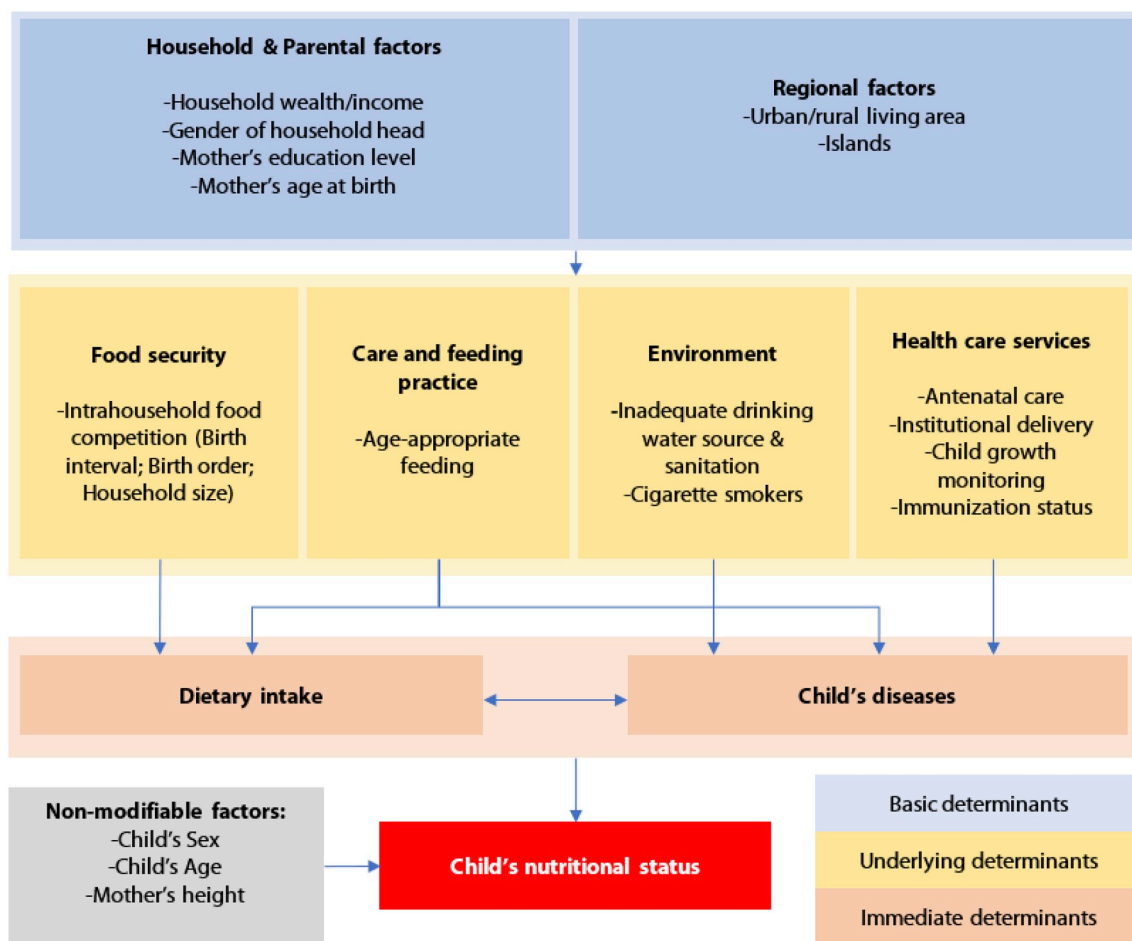 Household & Parental factors
-Household wealth/income
-Gender of household head
-Mother's education level
-Mother's age at birth
Regional factors
-Urban/rural living area
-Islands
Food security
-Intrahousehold food
competition (Birth
interval; Birth order;
Household size)
Care and feeding
practice
-Age-appropriate
feeding
Environment
-Inadequate drinking
water source &
sanitation
-Cigarette smokers
Health care services
-Antenatal care
-Institutional delivery
-Child growth
monitoring
-Immunization status
Dietary intake
Child's diseases
Non-modifiable factors:
-Child's Sex
-Child's Age
-Mother's height
Child's nutritional status
Basic determinants
Underlying determinants
Immediate determinants